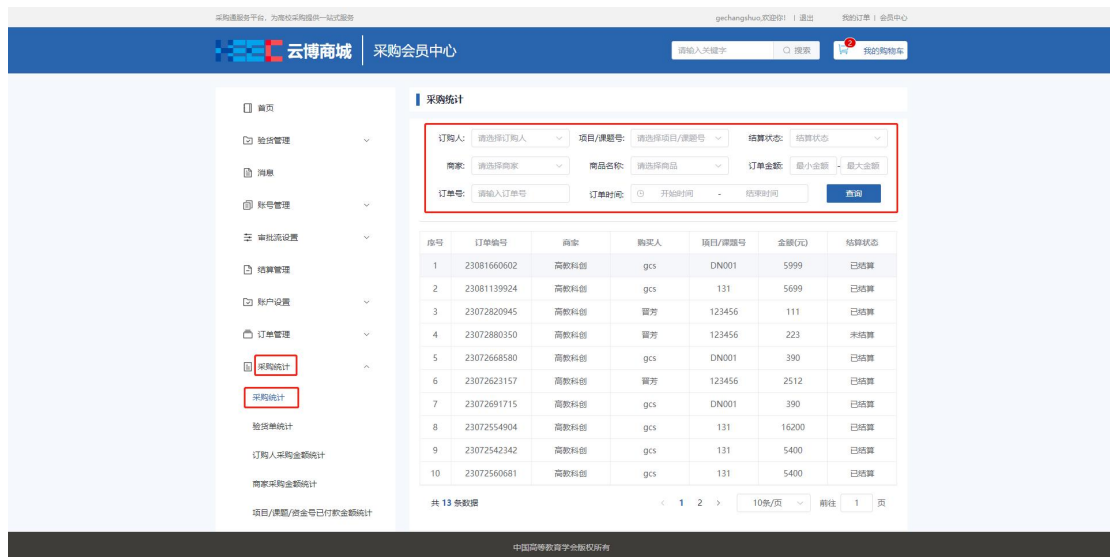 采购通服务平台，为高校采购提供一站式服务 gechangshuo,欢迎你! | 退出 我的订单 | 会员中心
HEEC 云博商城 采购会员中心 请输入关键字 搜索 2 我的购物车
首页
验货管理
消息
账号管理
审批流设置
结算管理
账户设置
订单管理
采购统计
采购统计
验货单统计
订购人采购金额统计
商家采购金额统计
项目/课题/资金号已付款金额统计
采购统计
订购人: 请选择订购人 项目/课题号: 请选择项目/课题号 结算状态: 结算状态
商家: 请选择商家 商品名称: 请选择商品 订单金额: 最小金额 - 最大金额
订单号: 请输入订单号 订单时间: 开始时间 - 结束时间 查询
序号 订单编号 商家 购买人 项目/课题号 金额(元) 结算状态
1 23081660602 高教科创 gcs DN001 5999 已结算
2 23081139924 高教科创 gcs 131 5699 已结算
3 23072820945 高教科创 晋芳 123456 111 已结算
4 23072880350 高教科创 晋芳 123456 223 未结算
5 23072668580 高教科创 gcs DN001 390 已结算
6 23072623157 高教科创 晋芳 123456 2512 已结算
7 23072691715 高教科创 gcs DN001 390 已结算
8 23072554904 高教科创 gcs 131 16200 已结算
9 23072542342 高教科创 gcs 131 5400 已结算
10 23072560681 高教科创 gcs 131 5400 已结算
共 13 条数据 < 1 2 > 10条/页 前往 1 页
中国高等教育学会版权所有